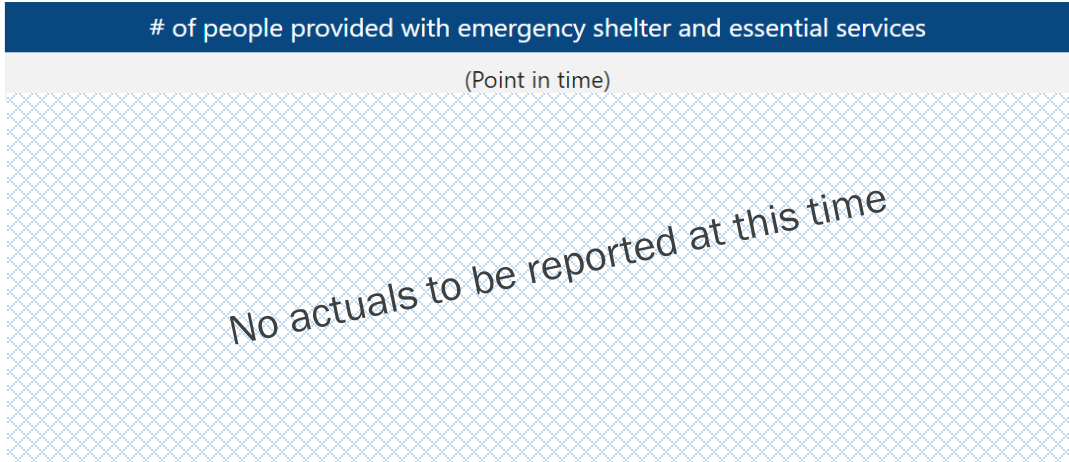 # of people provided with emergency shelter and essential services
(Point in time)
No actuals to be reported at this time